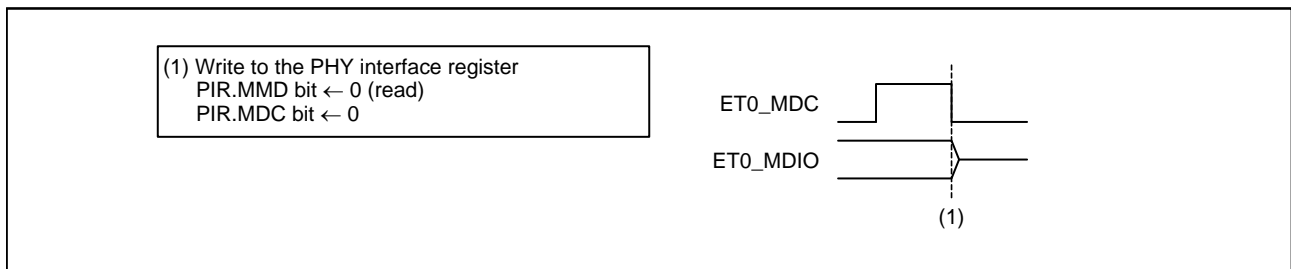 (1) Write to the PHY interface register
PIR.MMD bit ← 0 (read)
PIR.MDC bit ← 0
ET0_MDC
ET0_MDIO
(1)